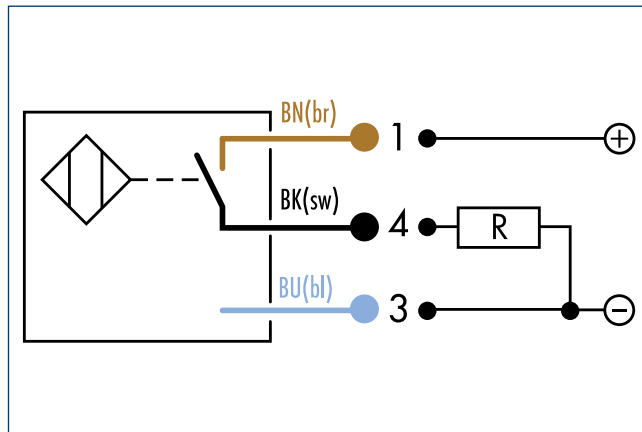 BN(br) 1 +
BK(sw) 4 R
BU(bl) 3 −